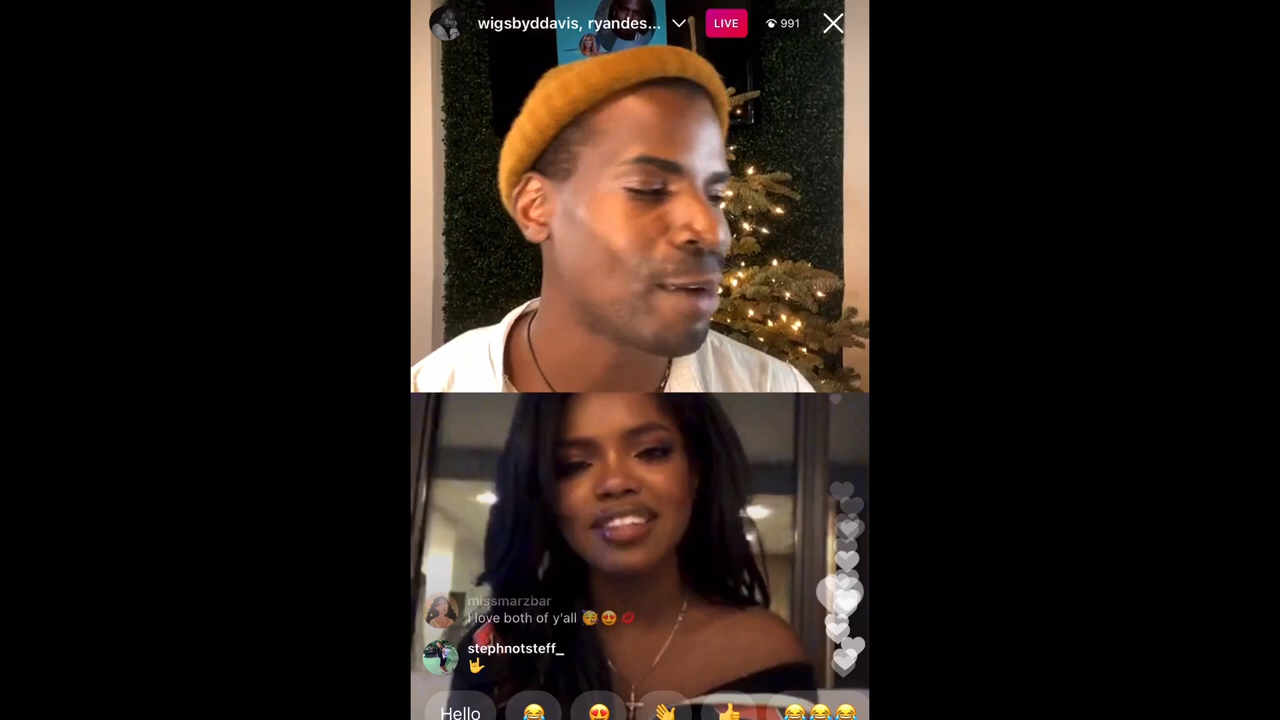 wigsbyddavis, ryandes...
LIVE
991
missmarzbar
I love both of y'all 🥳😍💋
stephnotsteff_
🤟
Hello 😂 😍 👋 👍 😂😂😂